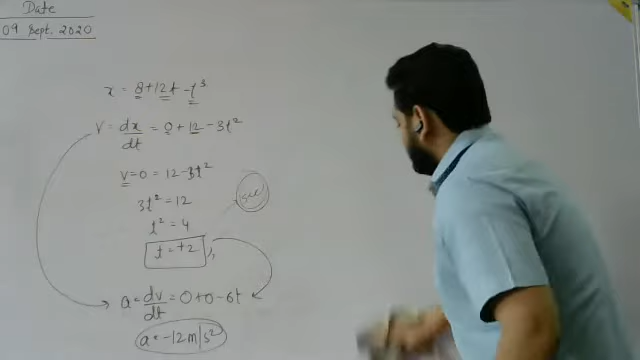 Date
09 Sept. 2020
x = 8+12t -t³
v = dx/dt = 0 + 12 - 3t²
v=0 = 12 - 3t²
3t² = 12
t² = 4
t = +2
a = dv/dt = 0+0-6t
a = -12 m/s²